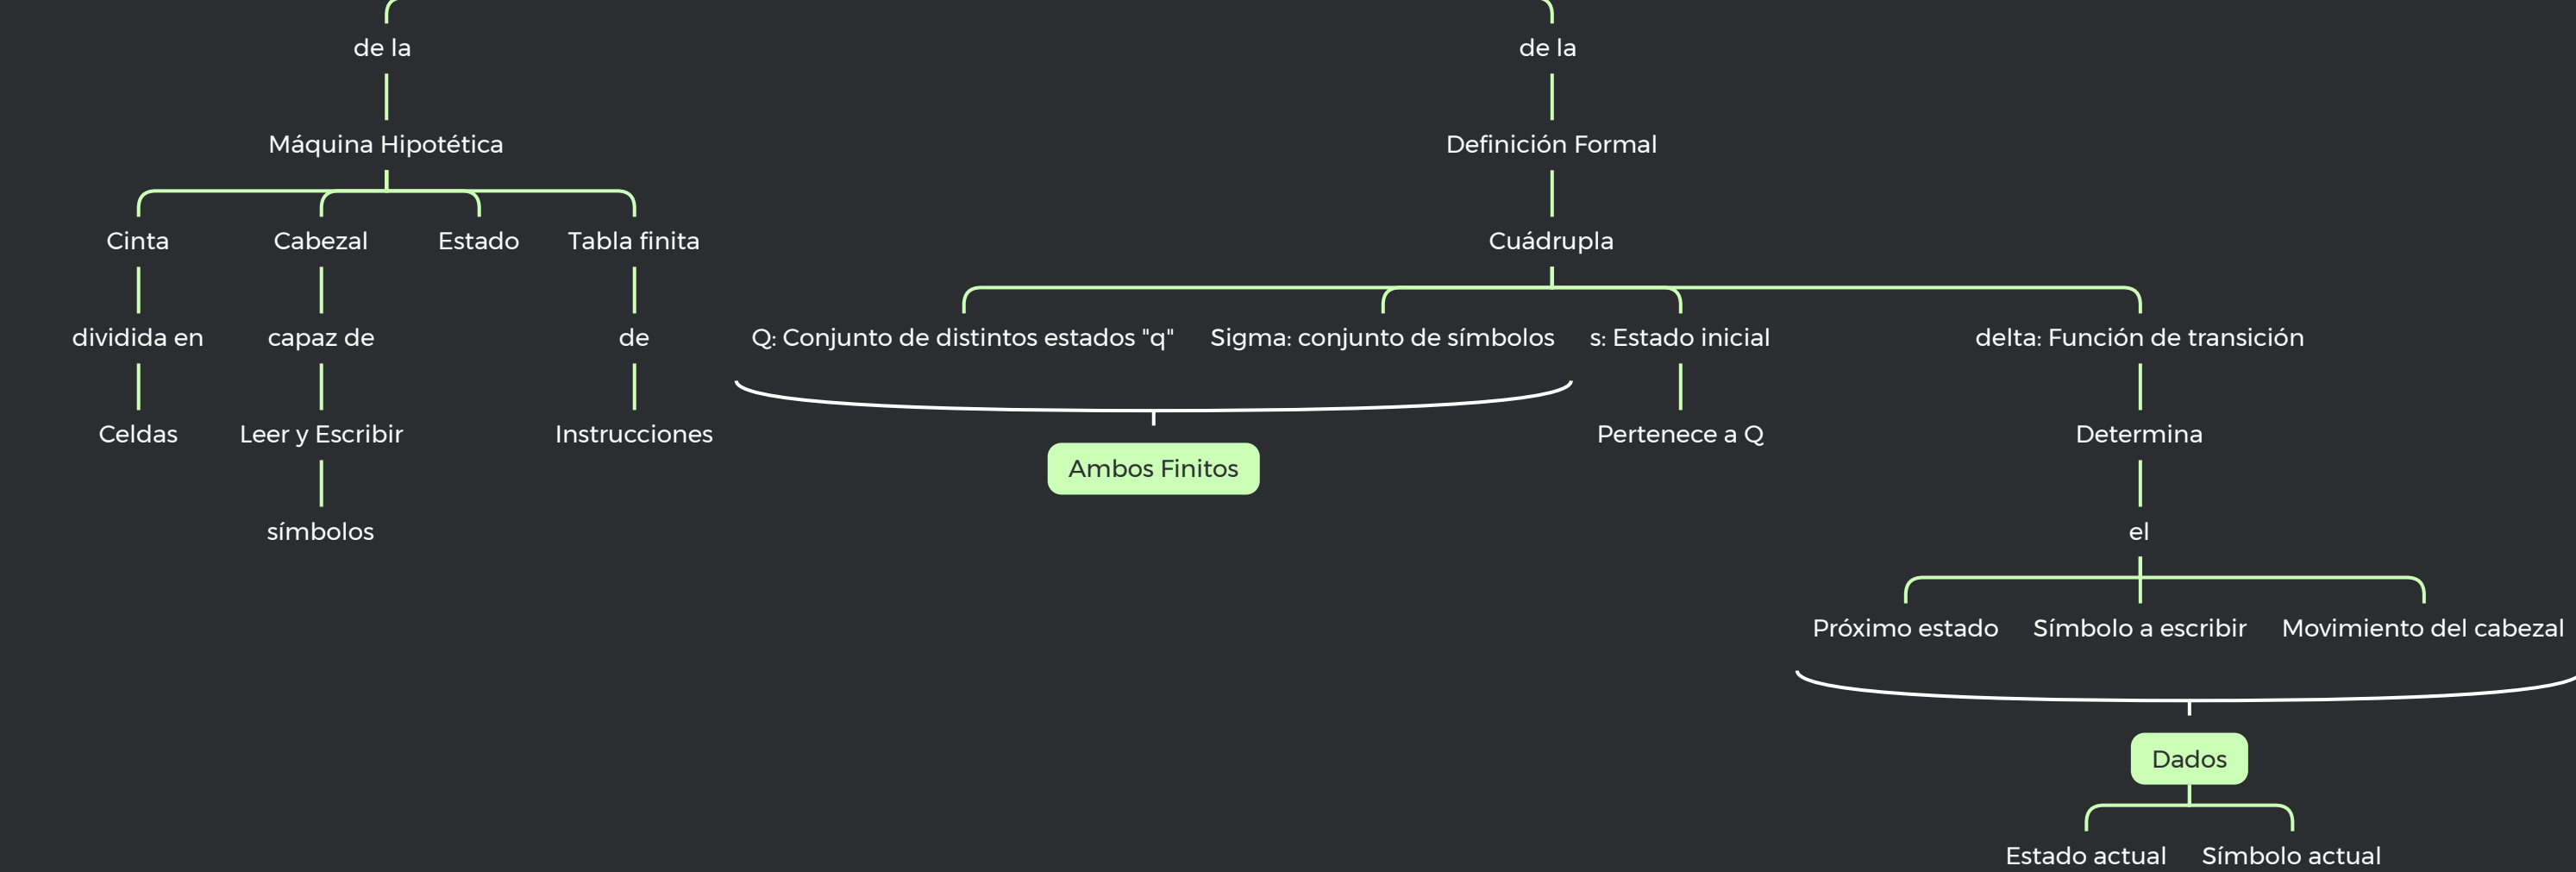 de la
de la
Máquina Hipotética
Definición Formal
Cinta
Cabezal
Estado
Tabla finita
Cuádrupla
dividida en
capaz de
de
Q: Conjunto de distintos estados "q"
Sigma: conjunto de símbolos
s: Estado inicial
delta: Función de transición
Celdas
Leer y Escribir
Instrucciones
Ambos Finitos
Pertenece a Q
Determina
símbolos
el
Próximo estado
Símbolo a escribir
Movimiento del cabezal
Dados
Estado actual
Símbolo actual